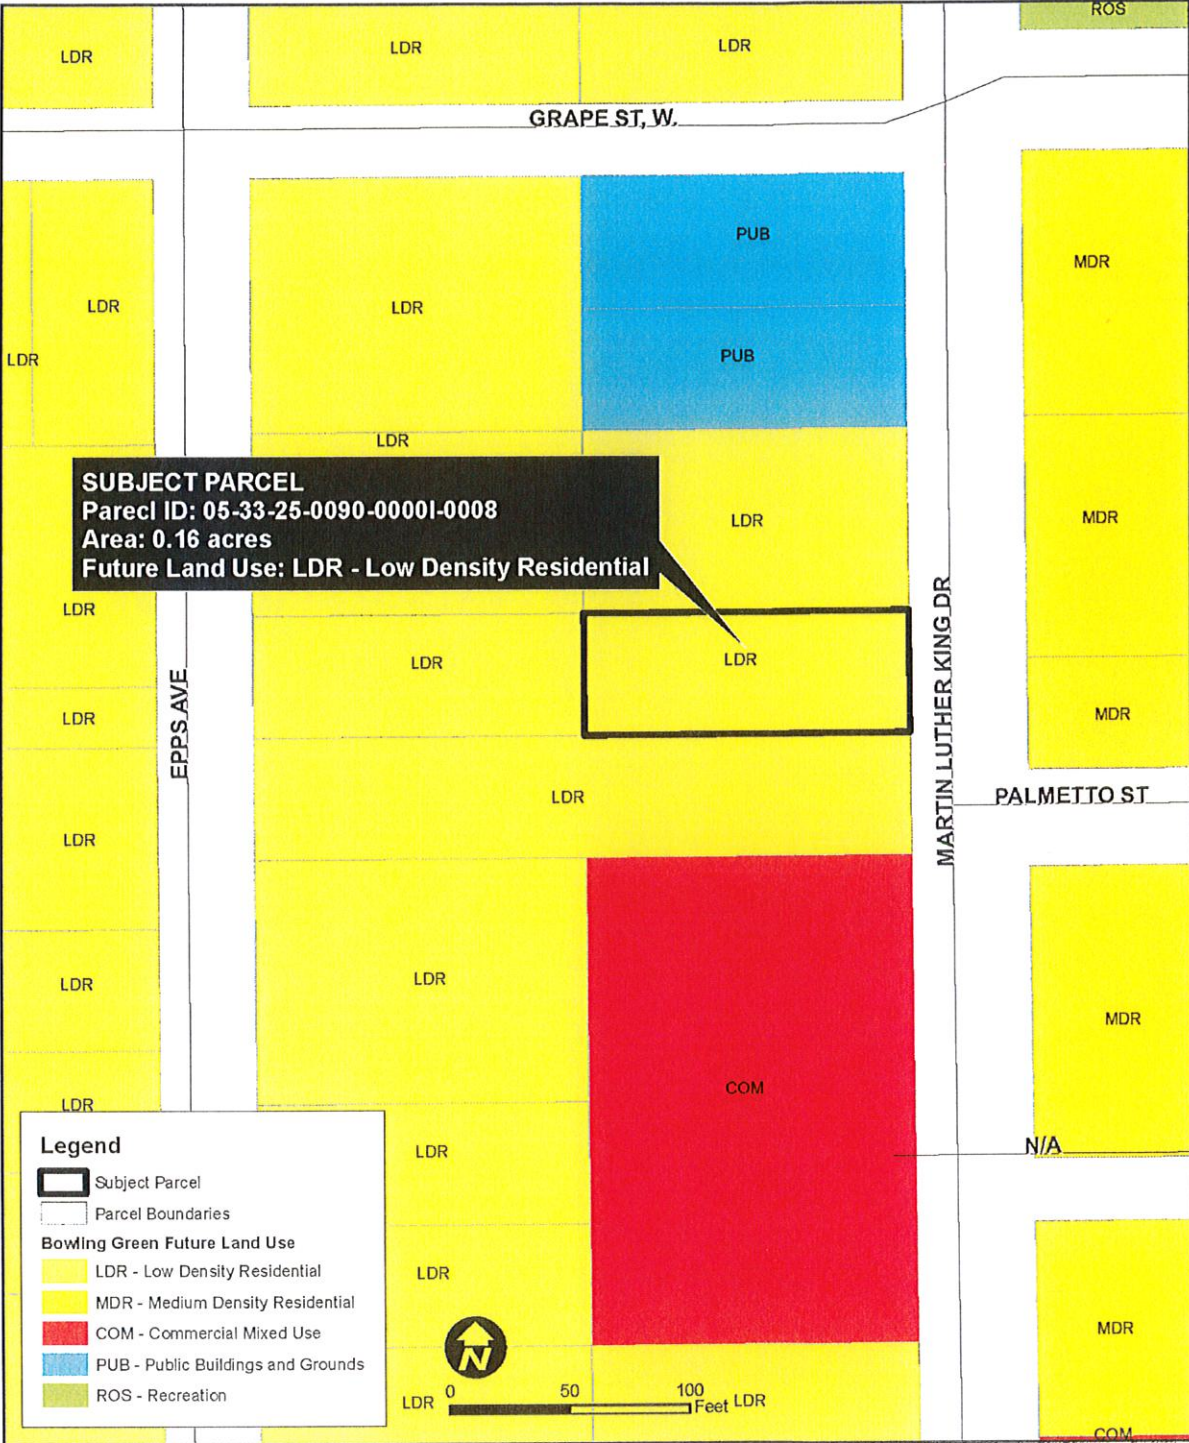 ROS
LDR
LDR
LDR
GRAPE ST, W.
PUB
MDR
LDR
LDR
LDR
PUB
LDR
SUBJECT PARCEL
Parecl ID: 05-33-25-0090-0000I-0008
Area: 0.16 acres
Future Land Use: LDR - Low Density Residential
LDR
MDR
LDR
LDR
LDR
MARTIN LUTHER KING DR
EPPS AVE
LDR
MDR
LDR
PALMETTO ST
LDR
LDR
LDR
MDR
COM
LDR
N/A
LDR
LDR
MDR
Legend
Subject Parcel
Parcel Boundaries
Bowling Green Future Land Use
LDR - Low Density Residential
MDR - Medium Density Residential
COM - Commercial Mixed Use
PUB - Public Buildings and Grounds
ROS - Recreation
N
0 50 100
Feet
LDR
LDR
COM